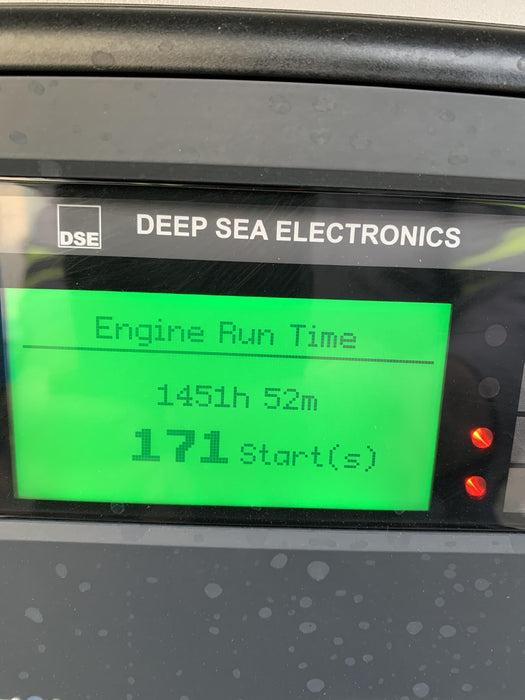 DSE
DEEP SEA ELECTRONICS
Engine Run Time
1451h 52m
171 Start(s)